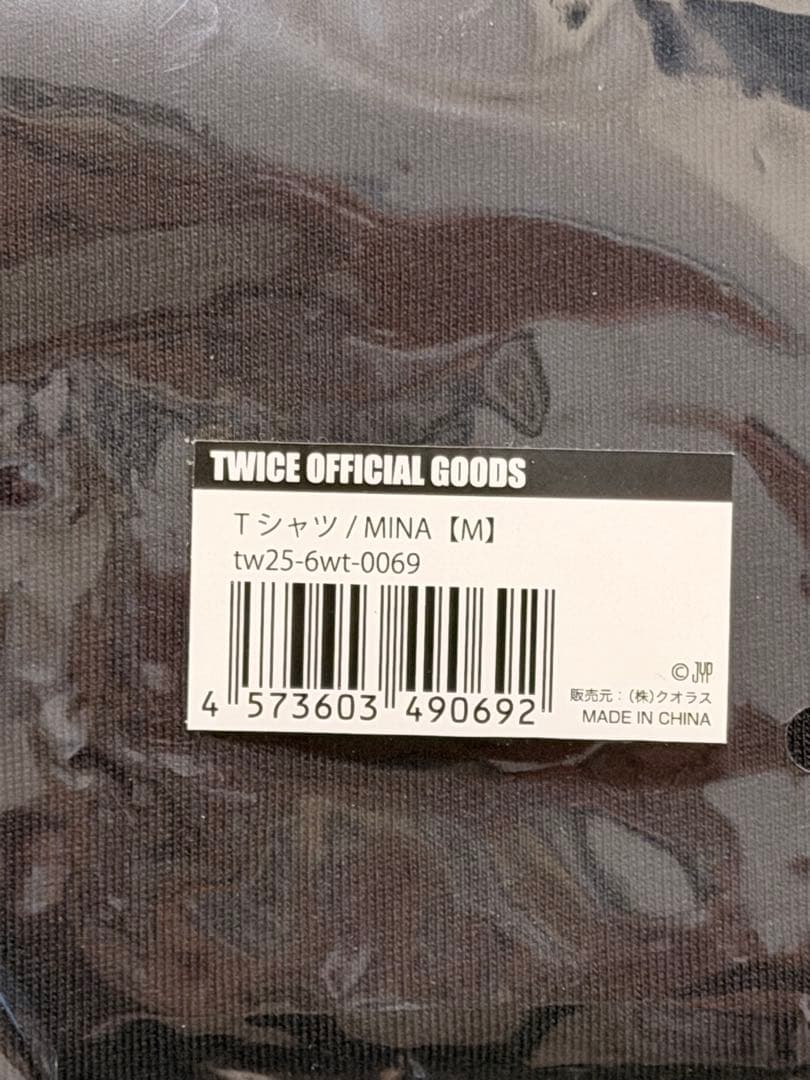 TWICE OFFICIAL GOODS
Tシャツ / MINA【M】
tw25-6wt-0069
4 573603 490692
© JYP
販売元：(株)クオラス
MADE IN CHINA